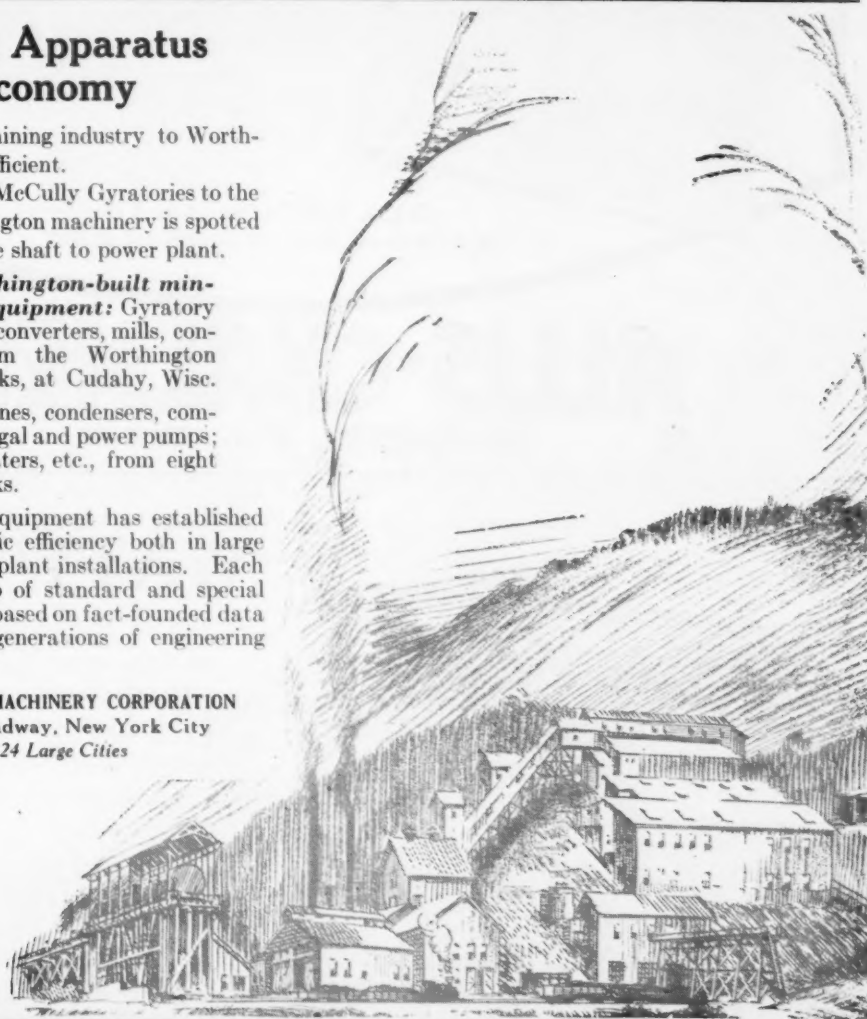 Apparatus
conomy
ining industry to Worth-
ficient.
McCully Gyratories to the
gton machinery is spotted
e shaft to power plant.
hington-built min-
quipment: Gyratory
converters, mills, con-
m the Worthington
ks, at Cudahy, Wisc.
nes, condensers, com-
gal and power pumps;
ters, etc., from eight
ks.
quipment has established
ic efficiency both in large
plant installations. Each
of standard and special
based on fact-founded data
generations of engineering
MACHINERY CORPORATION
dway, New York City
24 Large Cities